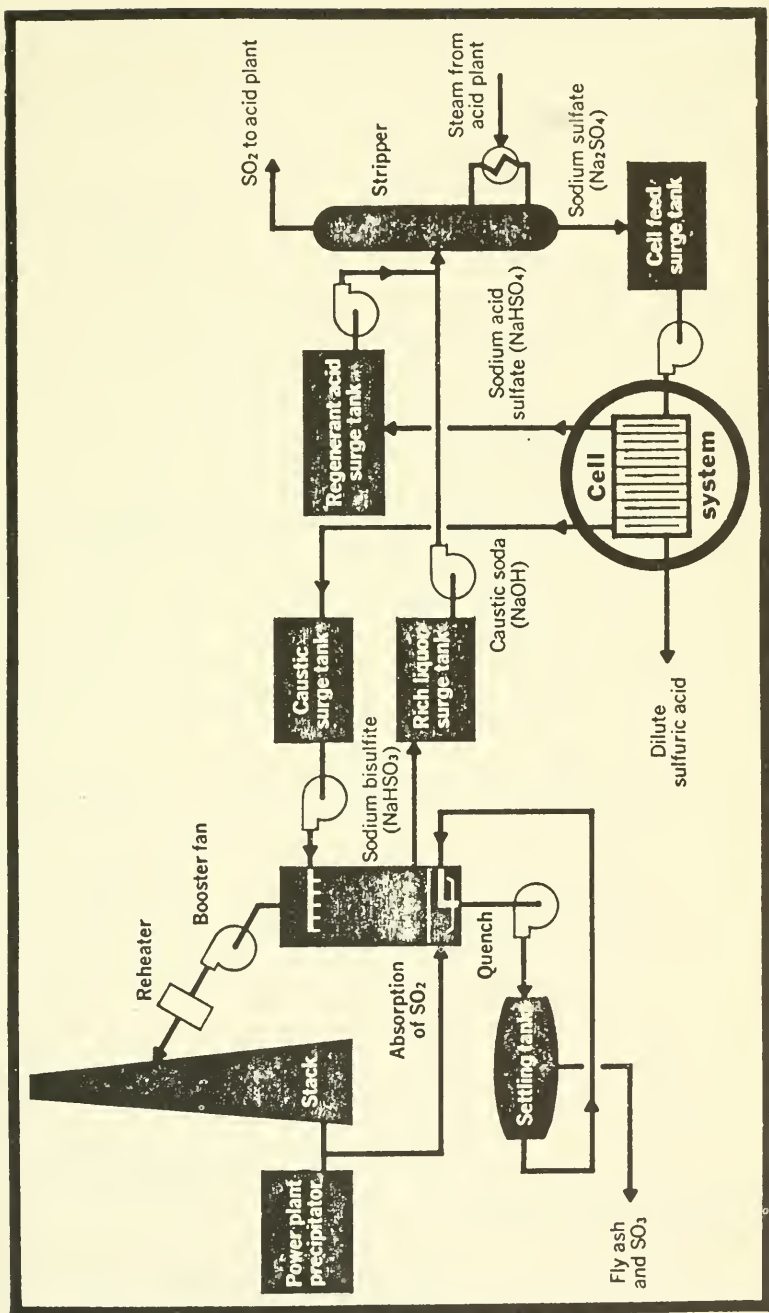 SO₂ to acid plant
Stripper
Steam from
acid plant
Sodium sulfate
(Na₂SO₄)
Cell feed
surge tank
Regenerant acid
surge tank
Sodium acid
sulfate (NaHSO₄)
Cell
system
Caustic
surge tank
Rich liquor
surge tank
Caustic soda
(NaOH)
Dilute
sulfuric acid
Sodium bisulfite
(NaHSO₃)
Booster fan
Reheater
Absorption
of SO₂
Quench
Settling tank
Stack
Power plant
precipitator
Fly ash
and SO₃